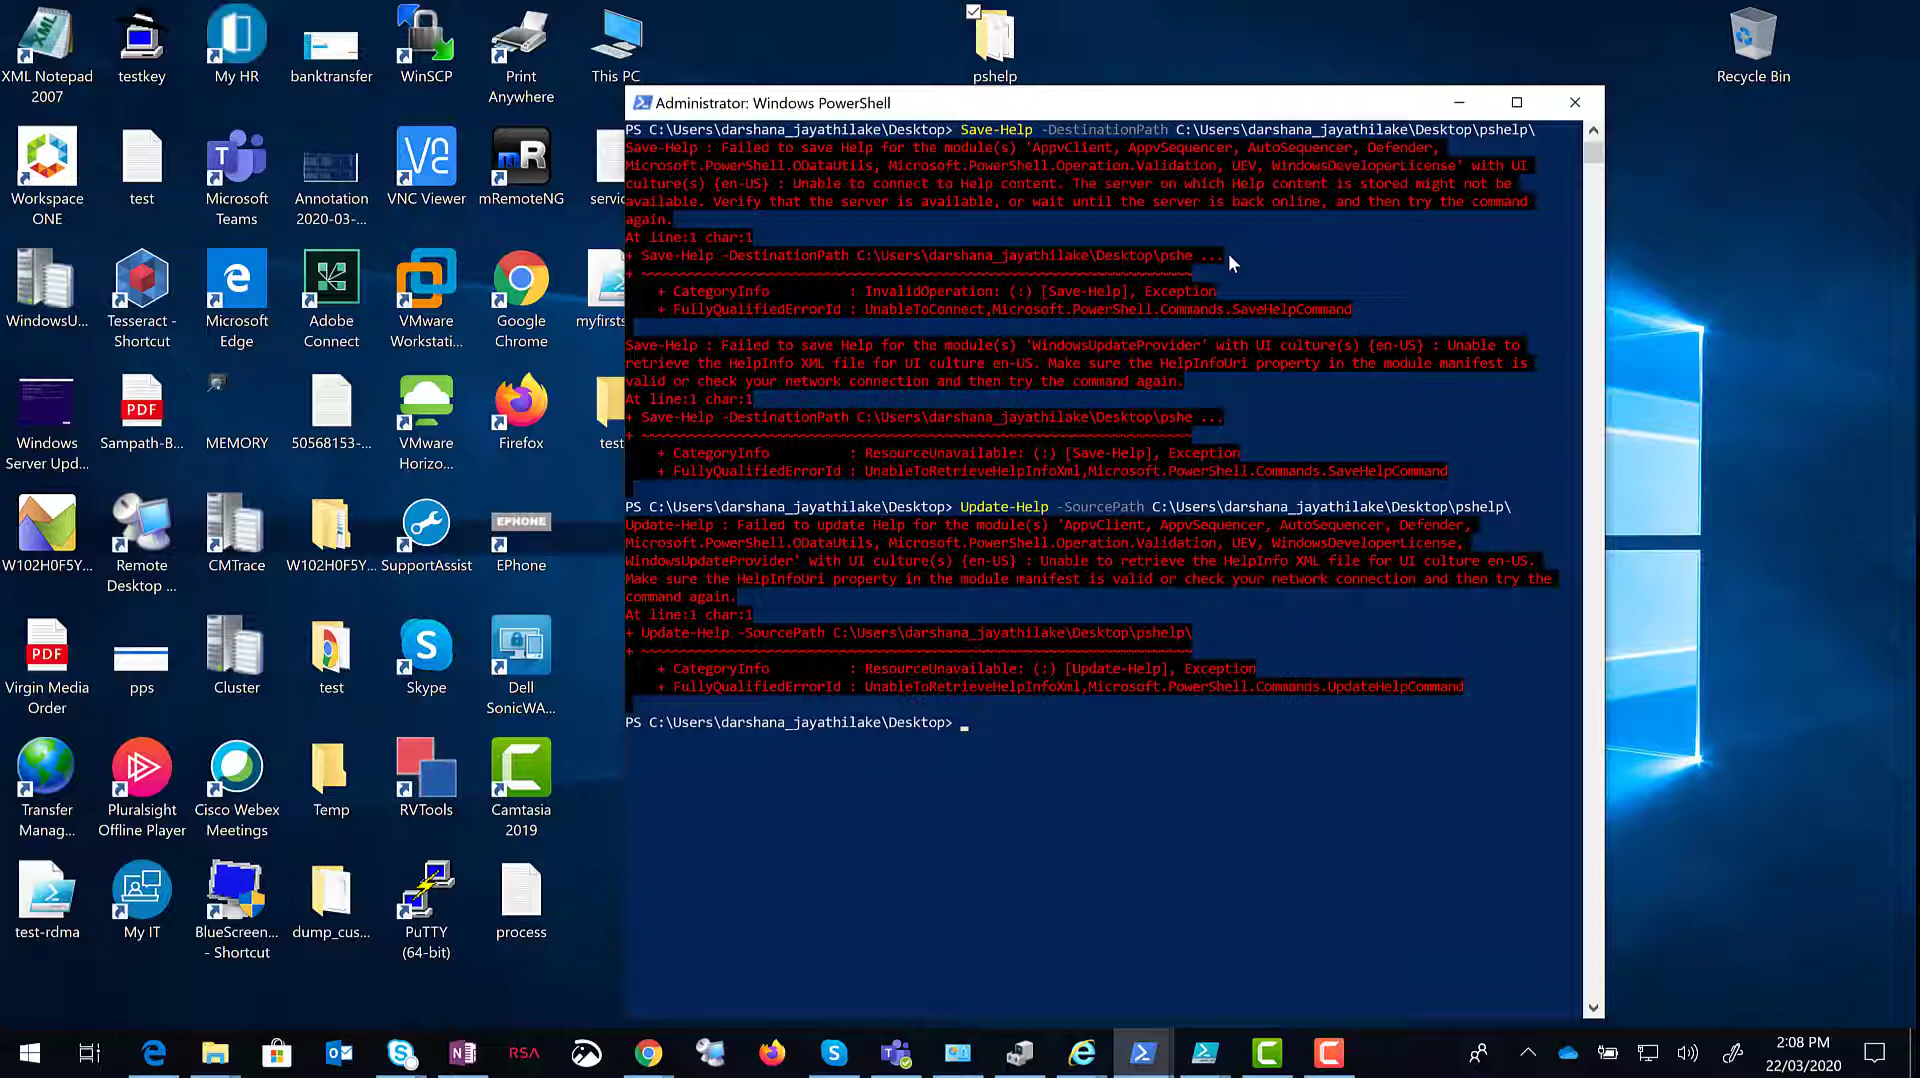 XML Notepad
2007
testkey
My HR
banktransfer
WinSCP
Print
Anywhere
This PC
pshelp
Recycle Bin
Workspace
ONE
test
Microsoft
Teams
Annotation
2020-03-...
VNC Viewer
mRemoteNG
servic
WindowsU...
Tesseract -
Shortcut
Microsoft
Edge
Adobe
Connect
VMware
Workstati...
Google
Chrome
myfirsts
Windows
Server Upd...
PDF
Sampath-B...
MEMORY
50568153-...
VMware
Horizo...
Firefox
test
W102H0F5Y...
Remote
Desktop ...
CMTrace
W102H0F5Y...
SupportAssist
EPHONE
EPhone
PDF
Virgin Media
Order
pps
Cluster
test
Skype
Dell
SonicWA...
Transfer
Manag...
Pluralsight
Offline Player
Cisco Webex
Meetings
Temp
RVTools
Camtasia
2019
test-rdma
My IT
BlueScreen...
- Shortcut
dump_cus...
PuTTY
(64-bit)
process
Administrator: Windows PowerShell
PS C:\Users\darshana_jayathilake\Desktop> Save-Help -DestinationPath C:\Users\darshana_jayathilake\Desktop\pshelp\
Save-Help : Failed to save Help for the module(s) 'AppvClient, AppvSequencer, AutoSequencer, Defender,
Microsoft.PowerShell.ODataUtils, Microsoft.PowerShell.Operation.Validation, UEV, WindowsDeveloperLicense' with UI
culture(s) {en-US} : Unable to connect to Help content. The server on which Help content is stored might not be
available. Verify that the server is available, or wait until the server is back online, and then try the command
again.
At line:1 char:1
+ Save-Help -DestinationPath C:\Users\darshana_jayathilake\Desktop\pshe ...
+ ~~~~~~~~~~~~~~~~~~~~~~~~~~~~~~~~~~~~~~~~~~~~~~~~~~~~~~~~~~~~~~~~~~~~~
+ CategoryInfo : InvalidOperation: (:) [Save-Help], Exception
+ FullyQualifiedErrorId : UnableToConnect,Microsoft.PowerShell.Commands.SaveHelpCommand
Save-Help : Failed to save Help for the module(s) 'WindowsUpdateProvider' with UI culture(s) {en-US} : Unable to
retrieve the HelpInfo XML file for UI culture en-US. Make sure the HelpInfoUri property in the module manifest is
valid or check your network connection and then try the command again.
At line:1 char:1
+ Save-Help -DestinationPath C:\Users\darshana_jayathilake\Desktop\pshe ...
+ ~~~~~~~~~~~~~~~~~~~~~~~~~~~~~~~~~~~~~~~~~~~~~~~~~~~~~~~~~~~~~~~~~~~~~
+ CategoryInfo : ResourceUnavailable: (:) [Save-Help], Exception
+ FullyQualifiedErrorId : UnableToRetrieveHelpInfoXml,Microsoft.PowerShell.Commands.SaveHelpCommand
PS C:\Users\darshana_jayathilake\Desktop> Update-Help -SourcePath C:\Users\darshana_jayathilake\Desktop\pshelp\
Update-Help : Failed to update Help for the module(s) 'AppvClient, AppvSequencer, AutoSequencer, Defender,
Microsoft.PowerShell.ODataUtils, Microsoft.PowerShell.Operation.Validation, UEV, WindowsDeveloperLicense,
WindowsUpdateProvider' with UI culture(s) {en-US} : Unable to retrieve the HelpInfo XML file for UI culture en-US.
Make sure the HelpInfoUri property in the module manifest is valid or check your network connection and then try the
command again.
At line:1 char:1
+ Update-Help -SourcePath C:\Users\darshana_jayathilake\Desktop\pshelp\
+ ~~~~~~~~~~~~~~~~~~~~~~~~~~~~~~~~~~~~~~~~~~~~~~~~~~~~~~~~~~~~~~~~~~~~~
+ CategoryInfo : ResourceUnavailable: (:) [Update-Help], Exception
+ FullyQualifiedErrorId : UnableToRetrieveHelpInfoXml,Microsoft.PowerShell.Commands.UpdateHelpCommand
PS C:\Users\darshana_jayathilake\Desktop>
RSA
2:08 PM
22/03/2020